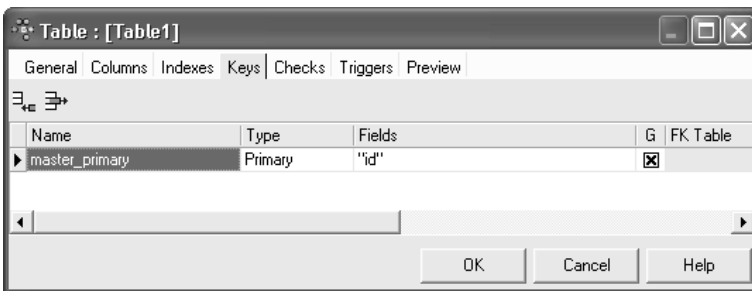 Table : [Table1]
General Columns Indexes Keys Checks Triggers Preview
Name Type Fields G FK Table
master_primary Primary "id"
OK Cancel Help